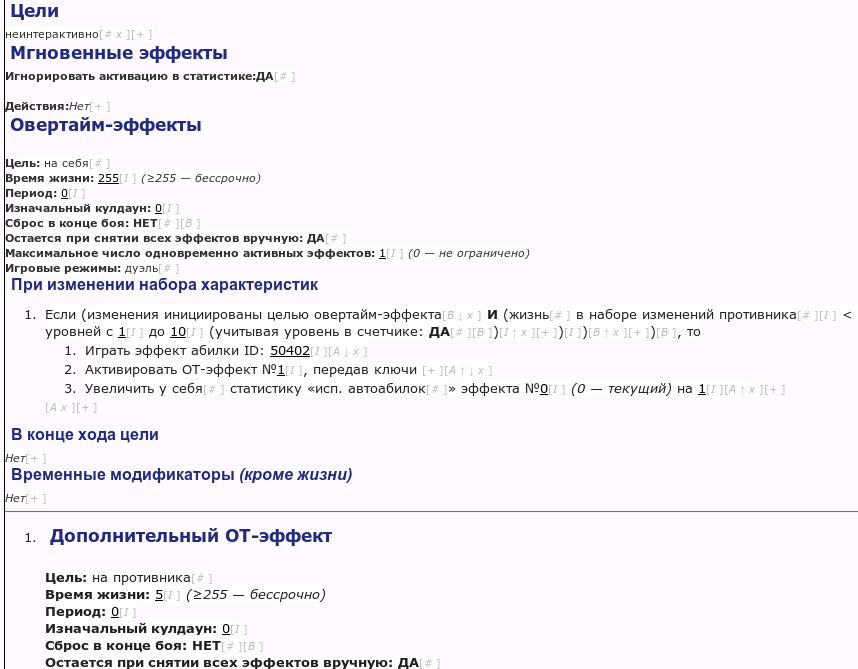 Цели
неинтерактивно[ # x ][+ ]
Мгновенные эффекты
Игнорировать активацию в статистике:ДА[ # ]
Действия:Нет[+ ]
Овертайм-эффекты
Цель: на себя[ # ]
Время жизни: 255[ I ] (≥255 — бессрочно)
Период: 0[ I ]
Изначальный кулдаун: 0[ I ]
Сброс в конце боя: НЕТ[ # ][ B ]
Остается при снятии всех эффектов вручную: ДА[ # ]
Максимальное число одновременно активных эффектов: 1[ I ] (0 — не ограничено)
Игровые режимы: дуэль[ # ]
При изменении набора характеристик
1. Если (изменения инициированы целью овертайм-эффекта[ B ↓ x ] И (жизнь[ # ] в наборе изменений противника[ # ][ I ] <
уровней с 1[ I ] до 10[ I ] (учитывая уровень в счетчике: ДА[ # ][ B ])[ I ↑ x ][+ ])[ I ])[ B ↑ x ][+ ])[ B ], то
1. Играть эффект абилки ID: 50402[ I ][ A ↓ x ]
2. Активировать ОТ-эффект №1[ I ], передав ключи [+ ][ A ↑ ↓ x ]
3. Увеличить у себя[ # ] статистику «исп. автоабилок[ # ]» эффекта №0[ I ] (0 — текущий) на 1[ I ][ A ↑ x ][+ ]
[ A x ][+ ]
В конце хода цели
Нет[+ ]
Временные модификаторы (кроме жизни)
Нет[+ ]
1. Дополнительный ОТ-эффект
Цель: на противника[ # ]
Время жизни: 5[ I ] (≥255 — бессрочно)
Период: 0[ I ]
Изначальный кулдаун: 0[ I ]
Сброс в конце боя: НЕТ[ # ][ B ]
Остается при снятии всех эффектов вручную: ДА[ # ]